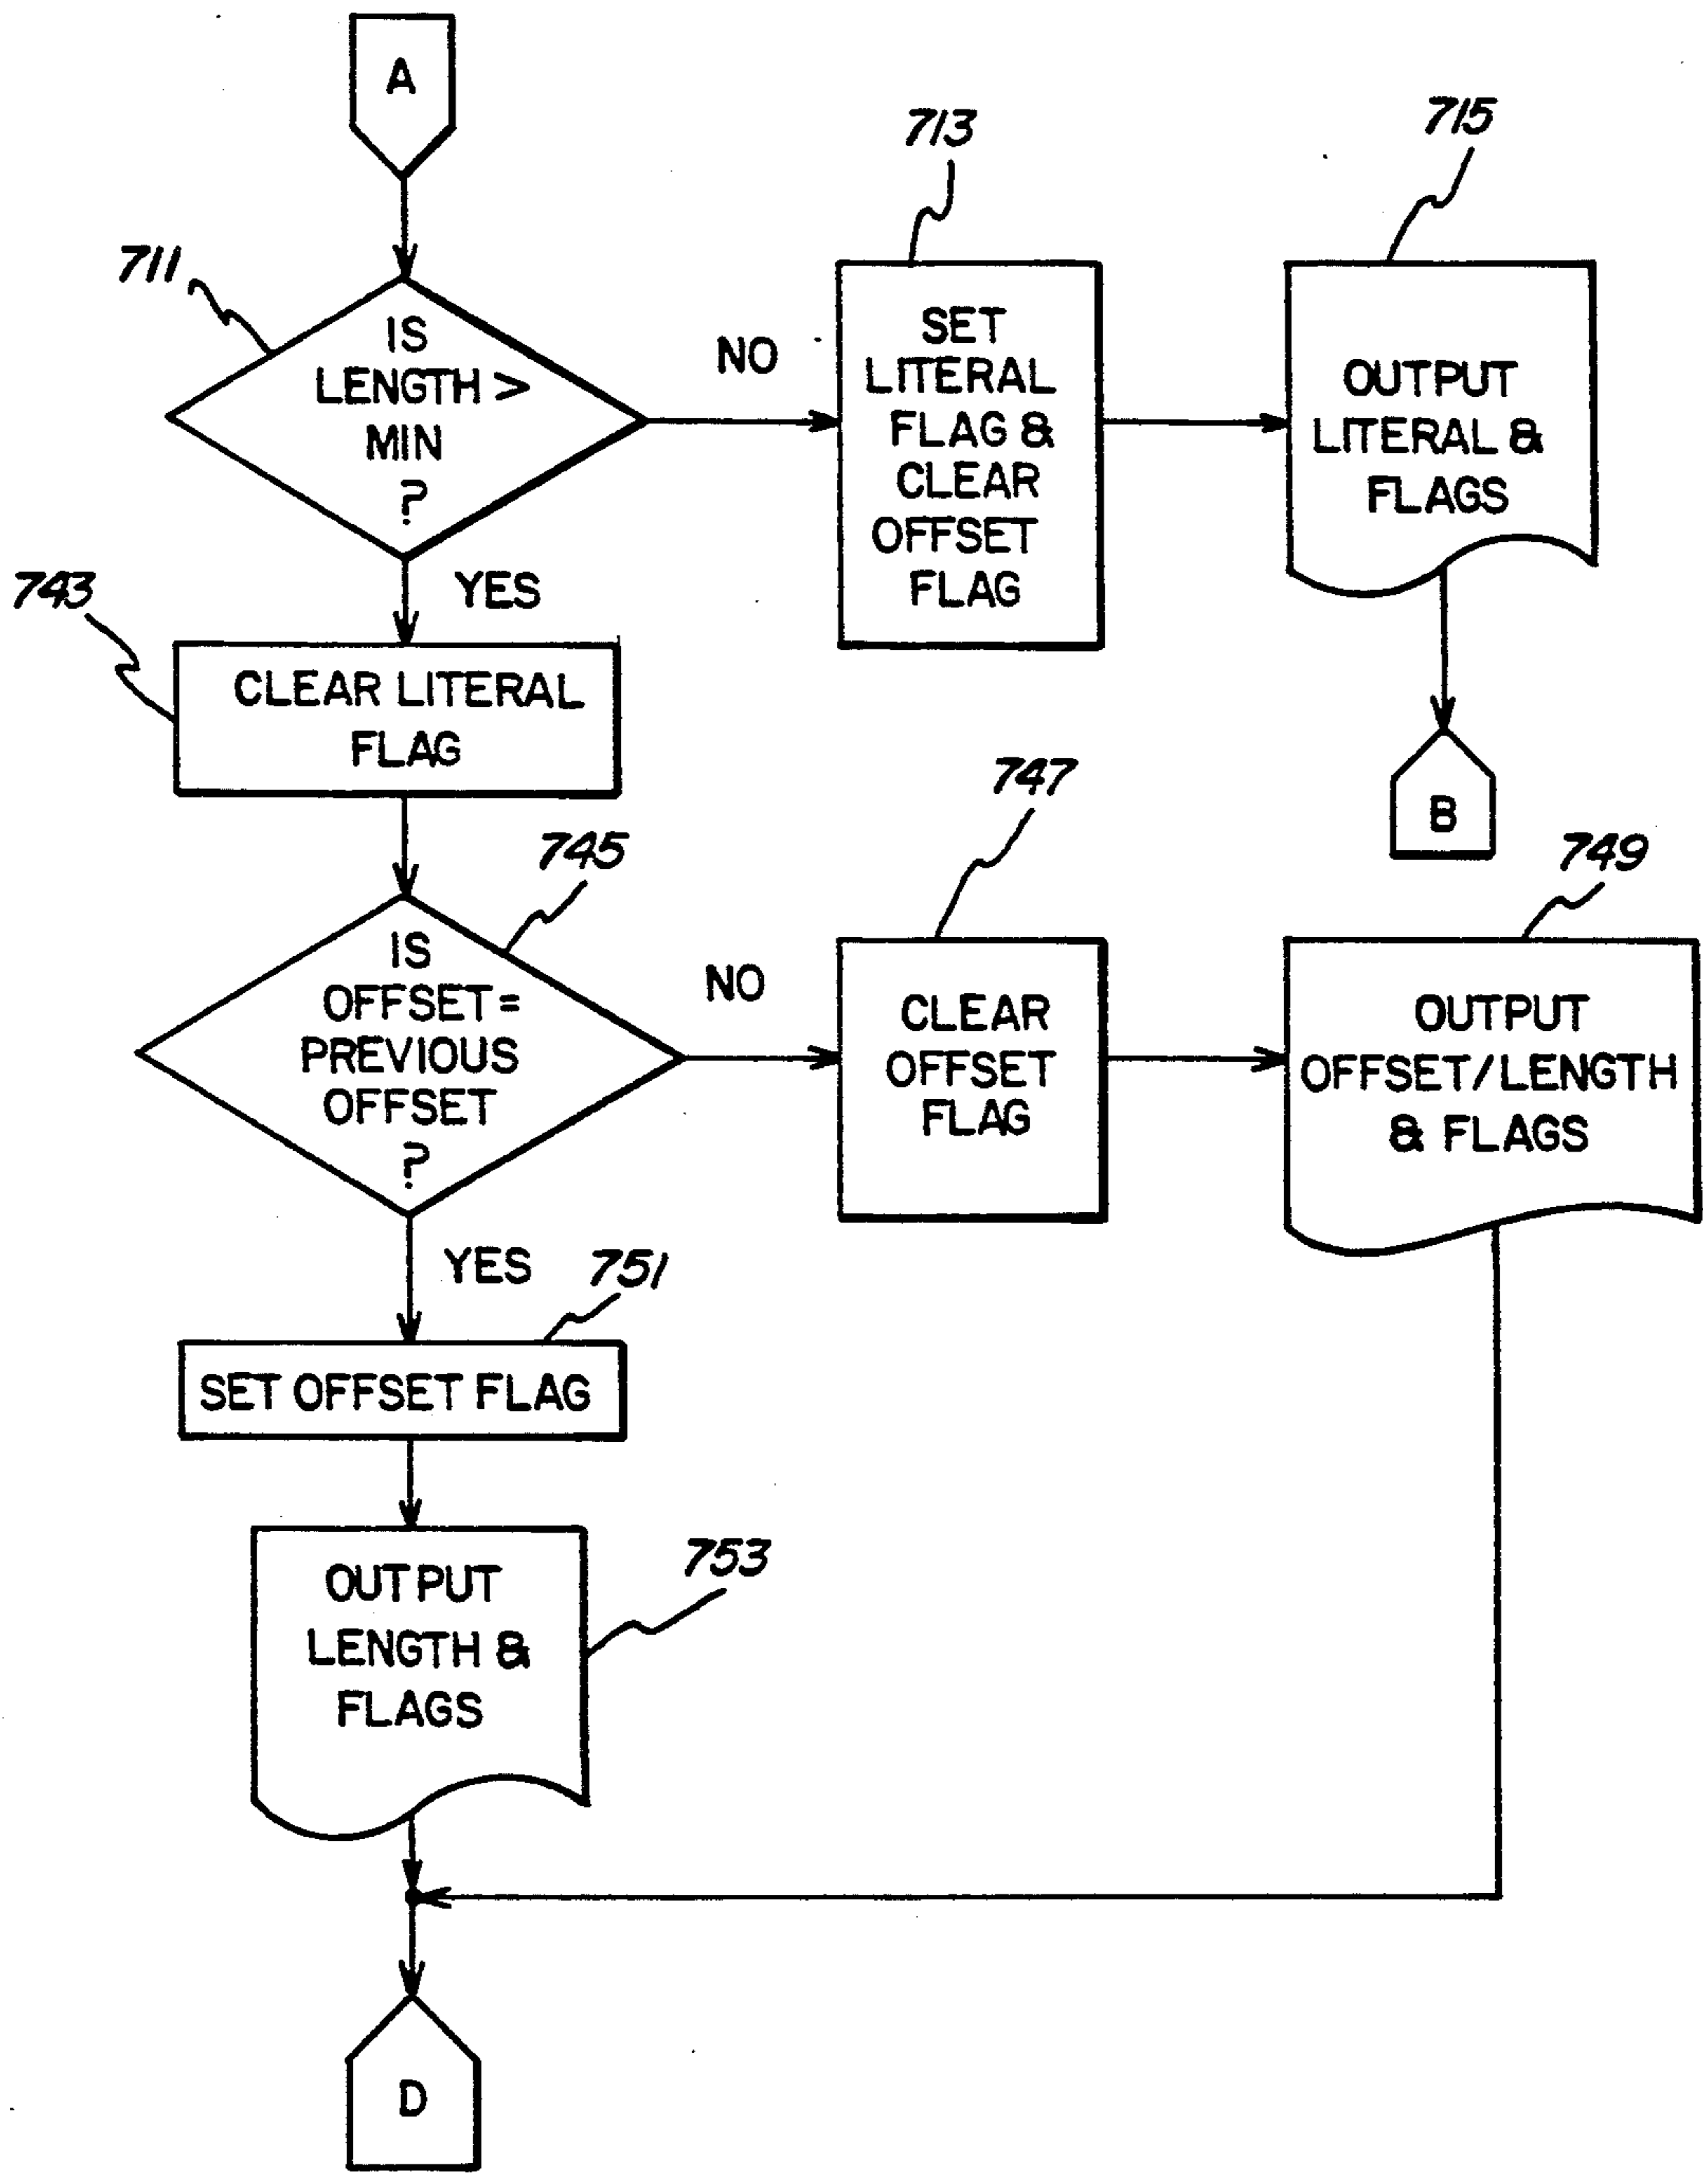 A
713
715
711
IS
LENGTH >
MIN
?
NO
SET
LITERAL
FLAG &
CLEAR
OFFSET
FLAG
OUTPUT
LITERAL &
FLAGS
YES
743
CLEAR LITERAL
FLAG
B
745
747
749
IS
OFFSET =
PREVIOUS
OFFSET
?
NO
CLEAR
OFFSET
FLAG
OUTPUT
OFFSET/LENGTH
& FLAGS
YES
751
SET OFFSET FLAG
753
OUTPUT
LENGTH &
FLAGS
D